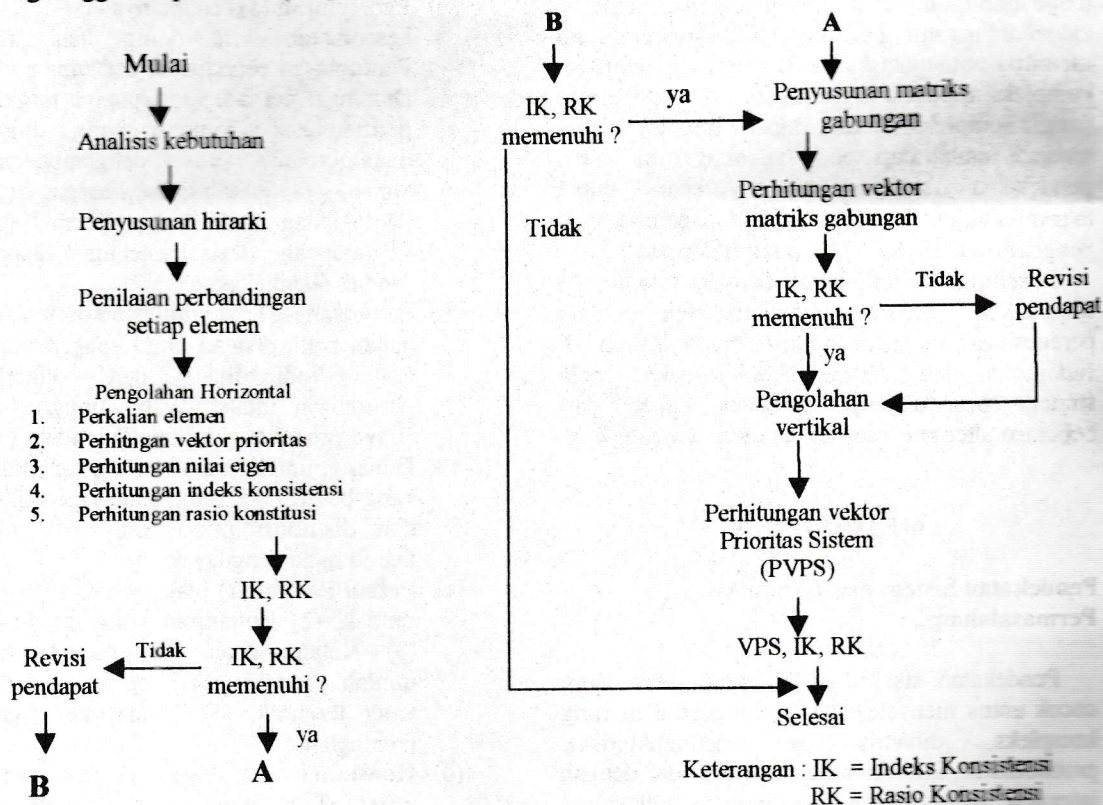 Mulai
Analisis kebutuhan
Penyusunan hirarki
Penilaian perbandingan
setiap elemen
Pengolahan Horizontal
1. Perkalian elemen
2. Perhitngan vektor prioritas
3. Perhitungan nilai eigen
4. Perhitungan indeks konsistensi
5. Perhitungan rasio konstitusi
IK, RK
IK, RK
memenuhi ?
Tidak
Revisi
pendapat
ya
B
A
B
A
IK, RK
memenuhi ?
ya
Tidak
Penyusunan matriks
gabungan
Perhitungan vektor
matriks gabungan
IK, RK
memenuhi ?
Tidak
Revisi
pendapat
ya
Pengolahan
vertikal
Perhitungan vektor
Prioritas Sistem
(PVPS)
VPS, IK, RK
Selesai
Keterangan : IK = Indeks Konsistensi
RK = Rasio Konsistensi